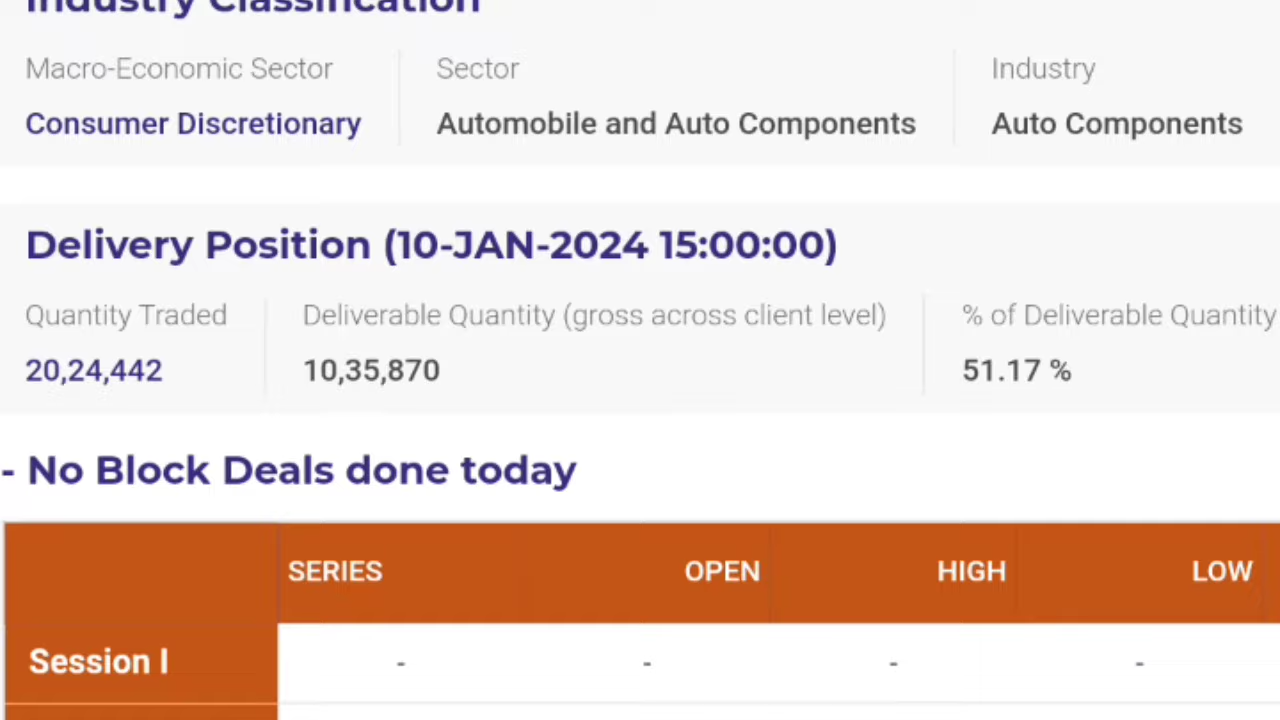 Industry Classification
Macro-Economic Sector Sector Industry
Consumer Discretionary Automobile and Auto Components Auto Components
Delivery Position (10-JAN-2024 15:00:00)
Quantity Traded Deliverable Quantity (gross across client level) % of Deliverable Quantity
20,24,442 10,35,870 51.17 %
- No Block Deals done today
SERIES OPEN HIGH LOW
Session I - - - -